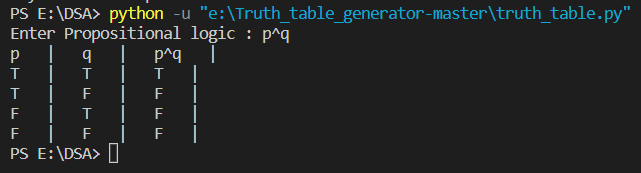 PS E:\DSA> python -u "e:\Truth_table_generator-master\truth_table.py"
Enter Propositional logic : p^q
p | q | p^q |
T | T | T |
T | F | F |
F | T | F |
F | F | F |
PS E:\DSA>